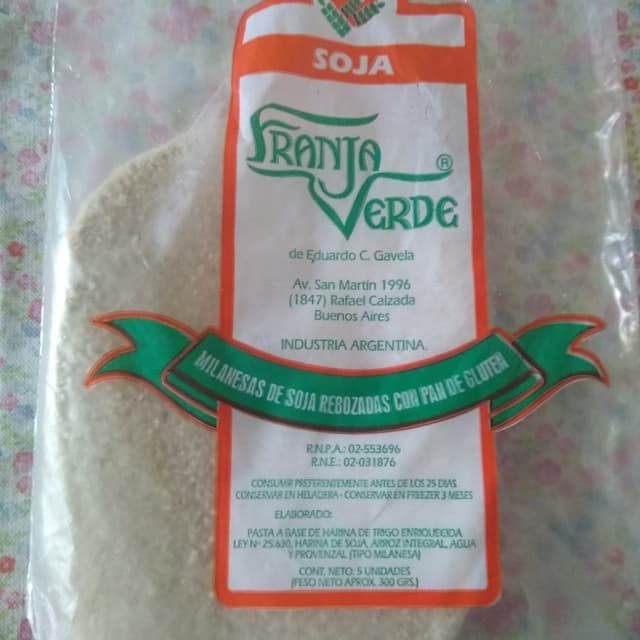 SOJA
FRANJA
VERDE ®
de Eduardo C. Gavela
Av. San Martín 1996
(1847) Rafael Calzada
Buenos Aires
INDUSTRIA ARGENTINA.
MILANESAS DE SOJA REBOZADAS CON PAN DE GLUTEN
R.N.P.A.: 02-553696
R.N.E.: 02-031876
CONSUMIR PREFERENTEMENTE ANTES DE LOS 25 DIAS
CONSERVAR EN HELADERA - CONSERVAR EN FREEZER 3 MESES
ELABORADO:
PASTA A BASE DE HARINA DE TRIGO ENRIQUECIDA
LEY Nº 25.630, HARINA DE SOJA, ARROZ INTEGRAL, AGUA
Y PROVENZAL (TIPO MILANESA)
CONT. NETO: 5 UNIDADES
(PESO NETO APROX. 300 GRS.)